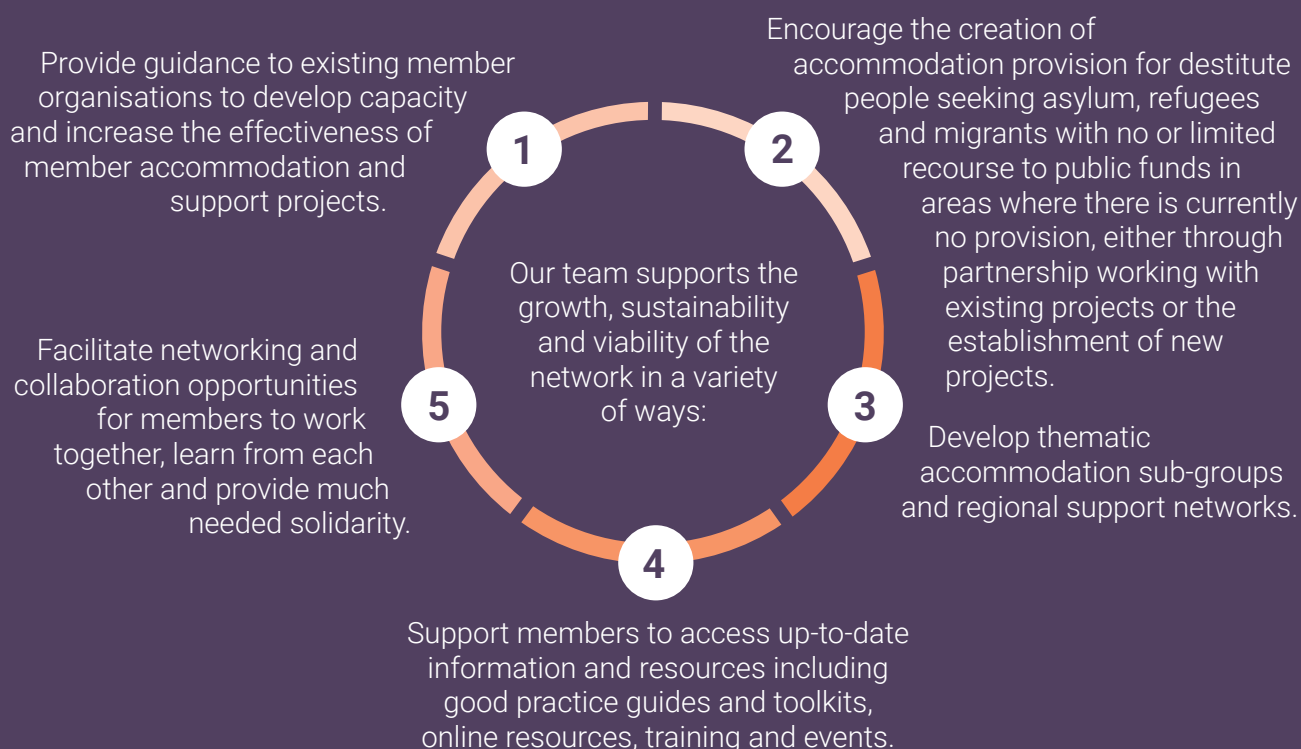 Our team supports the
growth, sustainability
and viability of the
network in a variety
of ways:
1
Provide guidance to existing member
organisations to develop capacity
and increase the effectiveness of
member accommodation and
support projects.
2
Encourage the creation of
accommodation provision for destitute
people seeking asylum, refugees
and migrants with no or limited
recourse to public funds in
areas where there is currently
no provision, either through
partnership working with
existing projects or the
establishment of new
projects.
3
Develop thematic
accommodation sub-groups
and regional support networks.
4
Support members to access up-to-date
information and resources including
good practice guides and toolkits,
online resources, training and events.
5
Facilitate networking and
collaboration opportunities
for members to work
together, learn from each
other and provide much
needed solidarity.